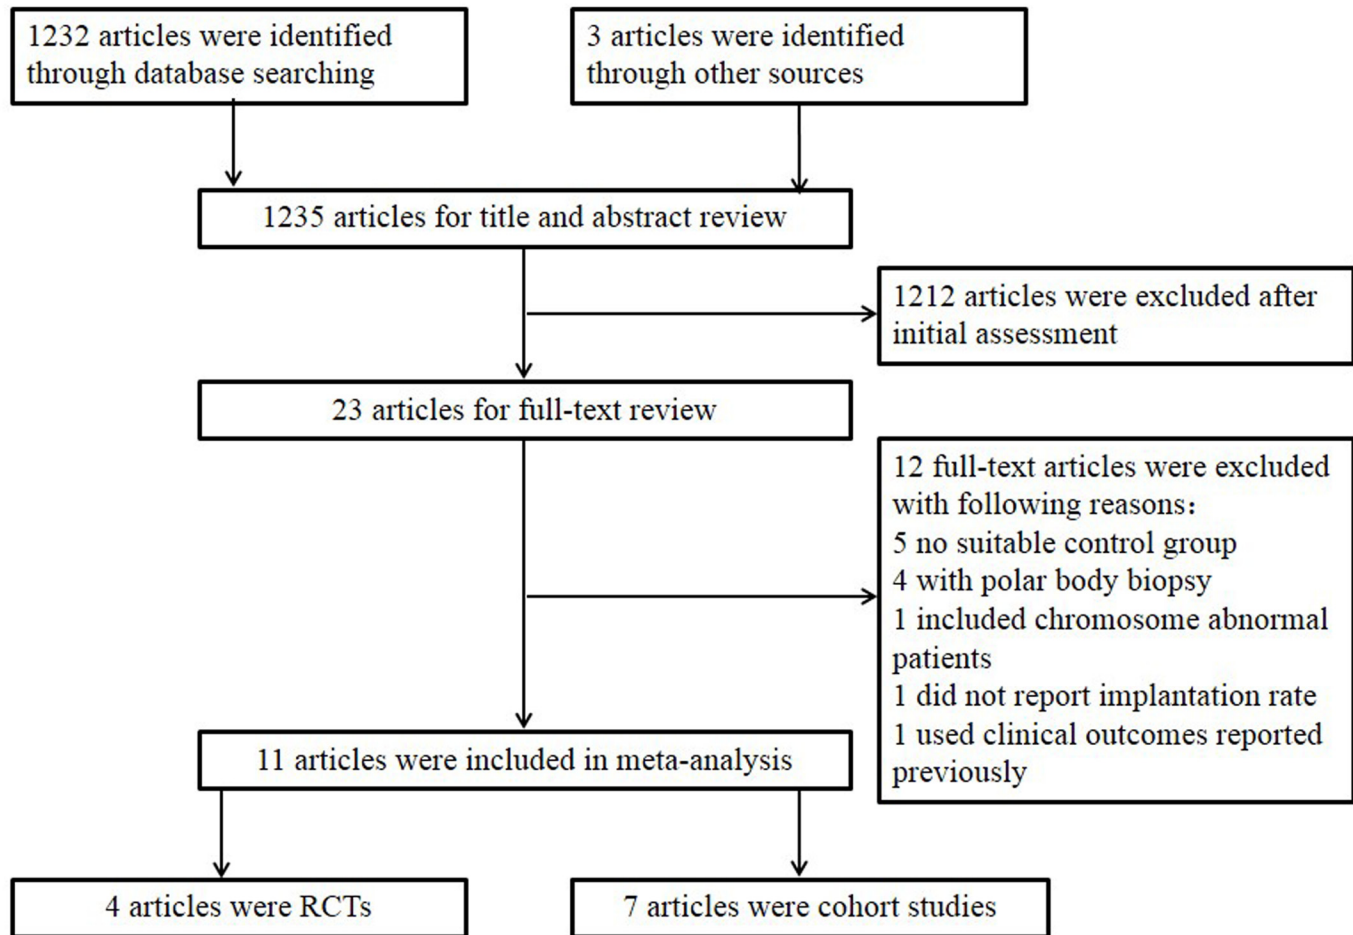 1232 articles were identified
through database searching
3 articles were identified
through other sources
1235 articles for title and abstract review
1212 articles were excluded after
initial assessment
23 articles for full-text review
12 full-text articles were excluded
with following reasons：
5 no suitable control group
4 with polar body biopsy
1 included chromosome abnormal
patients
1 did not report implantation rate
1 used clinical outcomes reported
previously
11 articles were included in meta-analysis
4 articles were RCTs
7 articles were cohort studies